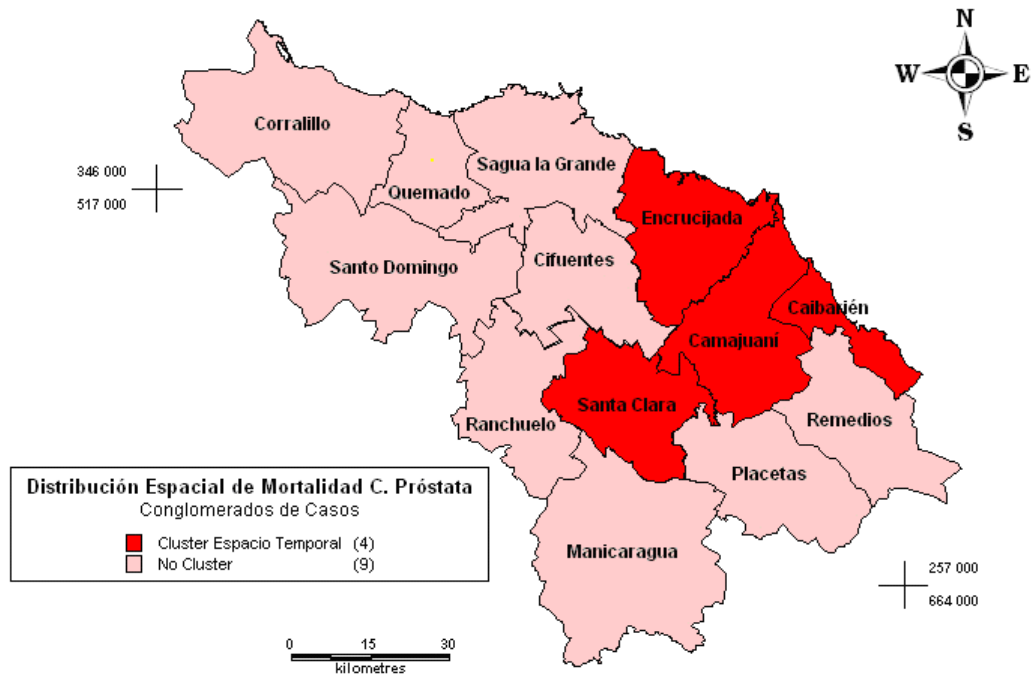 N
W E
S
Corralillo
346 000
517 000
Quemado
Sagua la Grande
Encrucijada
Santo Domingo
Cifuentes
Caibarién
Camajuaní
Santa Clara
Ranchuelo
Remedios
Placetas
Manicaragua
Distribución Espacial de Mortalidad C. Próstata
Conglomerados de Casos
Cluster Espacio Temporal (4)
No Cluster (9)
257 000
664 000
0 15 30
kilometres